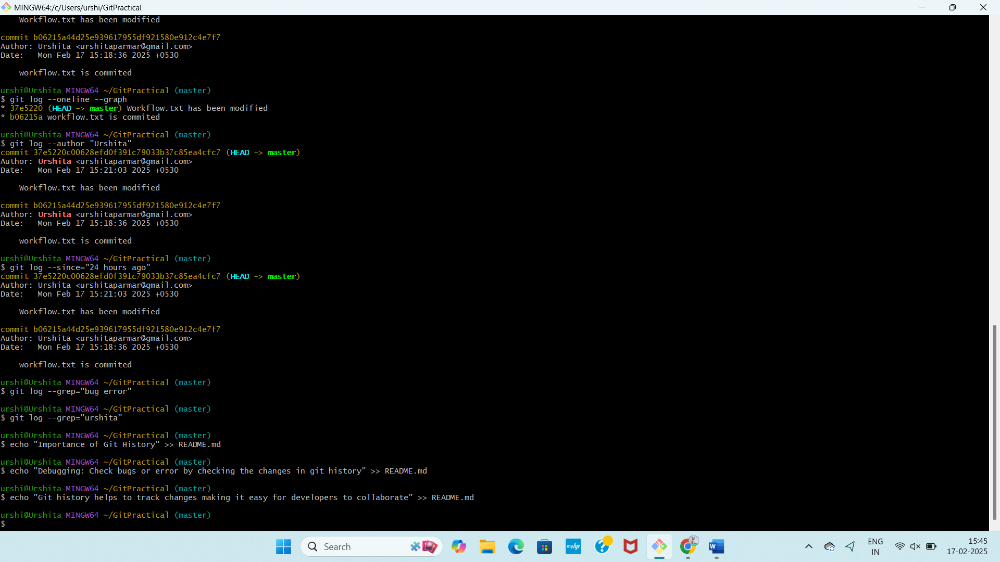 MINGW64:/c/Users/urshi/GitPractical
    Workflow.txt has been modified
commit b06215a44d25e939617955df921580e912c4e7f7
Author: Urshita <urshitaparmar@gmail.com>
Date:   Mon Feb 17 15:18:36 2025 +0530
    workflow.txt is commited
urshi@Urshita MINGW64 ~/GitPractical (master)
$ git log --oneline --graph
* 37e5220 (HEAD -> master) Workflow.txt has been modified
* b06215a workflow.txt is commited
urshi@Urshita MINGW64 ~/GitPractical (master)
$ git log --author "Urshita"
commit 37e5220c00628efd0f391c79033b37c85ea4cfc7 (HEAD -> master)
Author: Urshita <urshitaparmar@gmail.com>
Date:   Mon Feb 17 15:21:03 2025 +0530
    Workflow.txt has been modified
commit b06215a44d25e939617955df921580e912c4e7f7
Author: Urshita <urshitaparmar@gmail.com>
Date:   Mon Feb 17 15:18:36 2025 +0530
    workflow.txt is commited
urshi@Urshita MINGW64 ~/GitPractical (master)
$ git log --since="24 hours ago"
commit 37e5220c00628efd0f391c79033b37c85ea4cfc7 (HEAD -> master)
Author: Urshita <urshitaparmar@gmail.com>
Date:   Mon Feb 17 15:21:03 2025 +0530
    Workflow.txt has been modified
commit b06215a44d25e939617955df921580e912c4e7f7
Author: Urshita <urshitaparmar@gmail.com>
Date:   Mon Feb 17 15:18:36 2025 +0530
    workflow.txt is commited
urshi@Urshita MINGW64 ~/GitPractical (master)
$ git log --grep="bug error"
urshi@Urshita MINGW64 ~/GitPractical (master)
$ git log --grep="urshita"
urshi@Urshita MINGW64 ~/GitPractical (master)
$ echo "Importance of Git History" >> README.md
urshi@Urshita MINGW64 ~/GitPractical (master)
$ echo "Debugging: Check bugs or error by checking the changes in git history" >> README.md
urshi@Urshita MINGW64 ~/GitPractical (master)
$ echo "Git history helps to track changes making it easy for developers to collaborate" >> README.md
urshi@Urshita MINGW64 ~/GitPractical (master)
$
Search
myhp
W
ENG
IN
15:45
17-02-2025